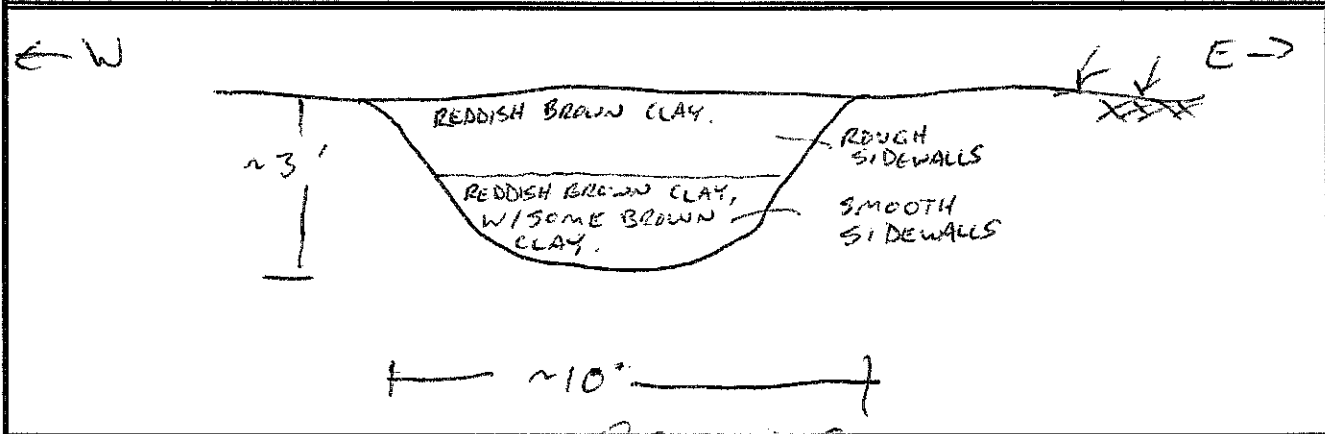 ← W
E →
REDDISH BROWN CLAY.
ROUGH
SIDEWALLS
~3'
REDDISH BROWN CLAY,
W/SOME BROWN
CLAY.
SMOOTH
SIDEWALLS
~10'